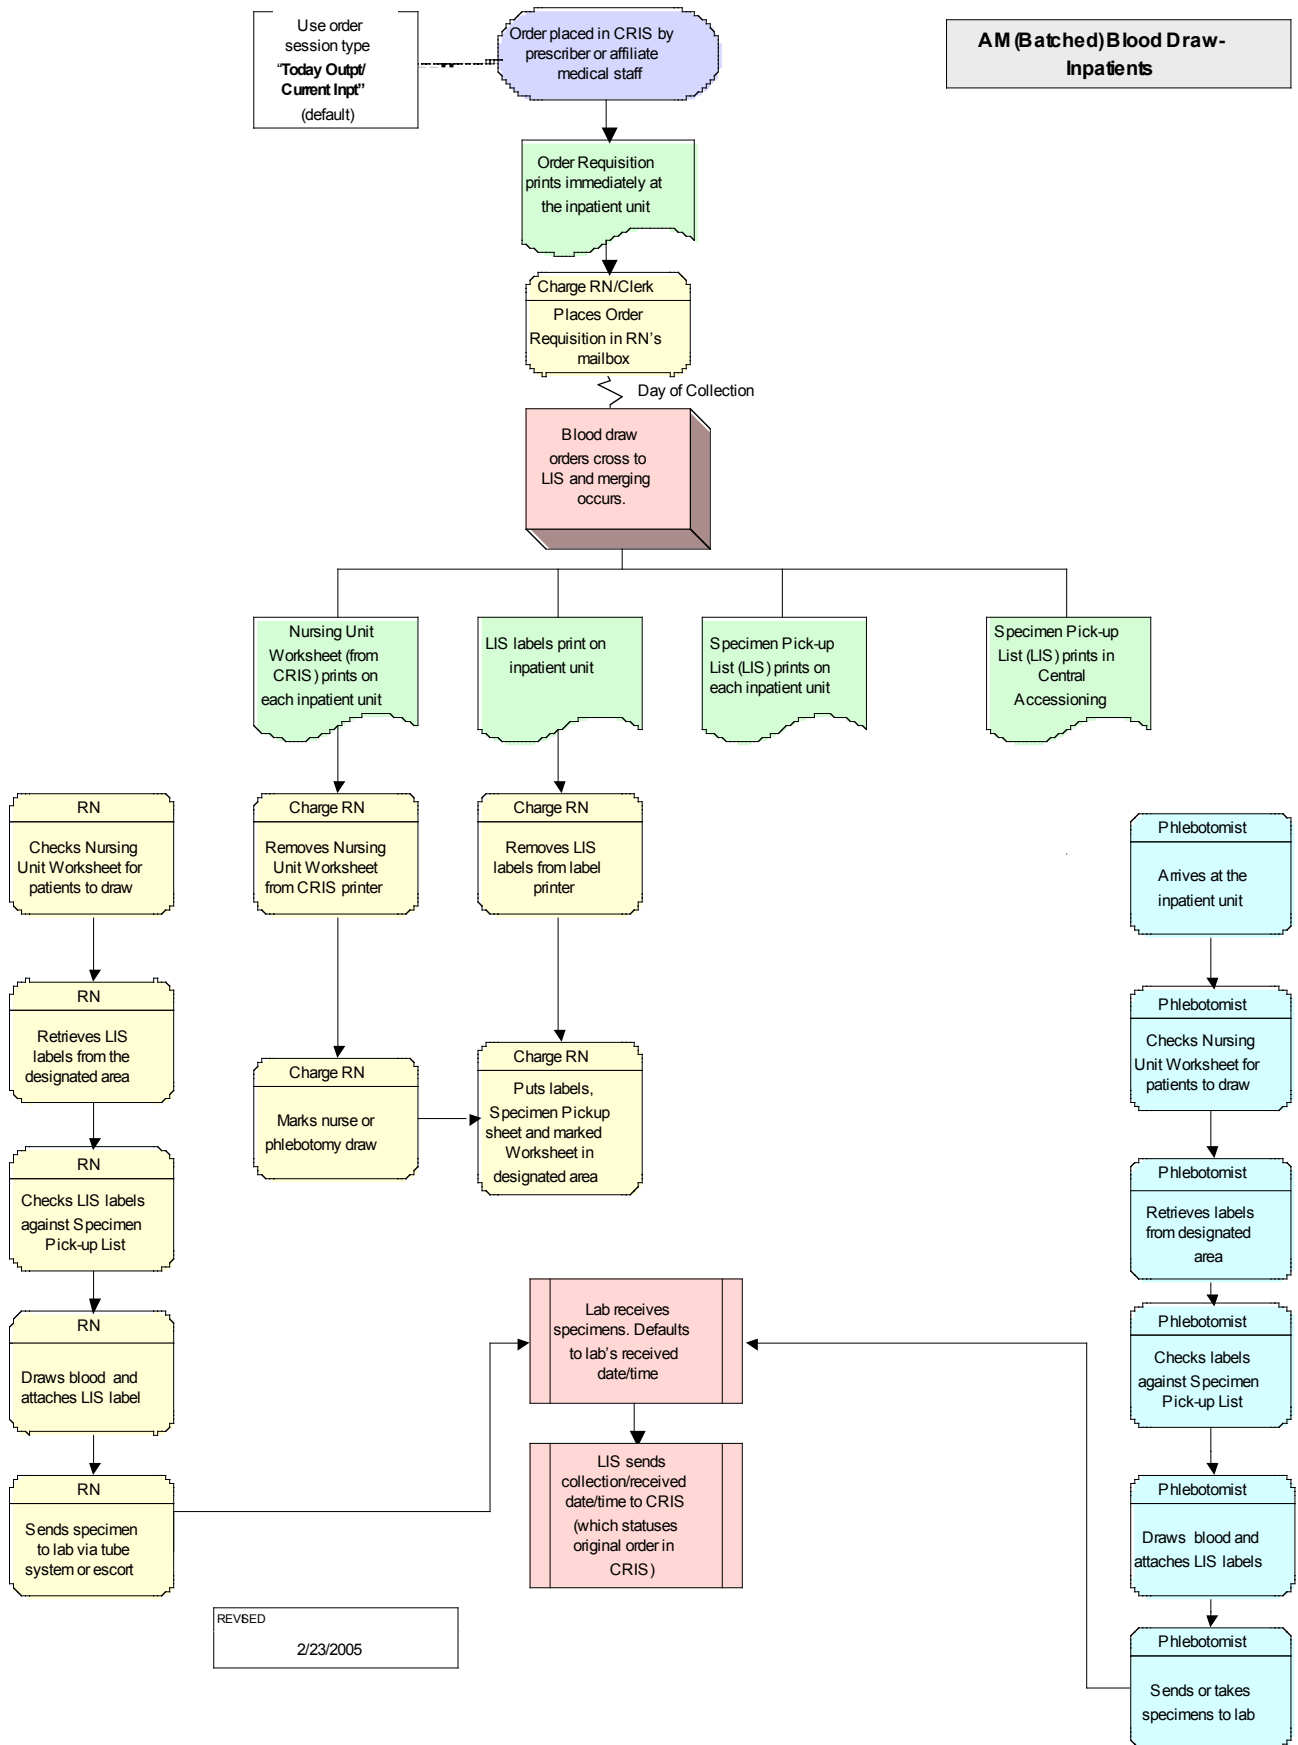 Use order
session type
"Today Outpt/
Current Inpt"
(default)
Order placed in CRIS by
prescriber or affiliate
medical staff
AM (Batched) Blood Draw-
Inpatients
Order Requisition
prints immediately at
the inpatient unit
Charge RN/Clerk
Places Order
Requisition in RN's
mailbox
Day of Collection
Blood draw
orders cross to
LIS and merging
occurs.
Nursing Unit
Worksheet (from
CRIS) prints on
each inpatient unit
LIS labels print on
inpatient unit
Specimen Pick-up
List (LIS) prints on
each inpatient unit
Specimen Pick-up
List (LIS) prints in
Central
Accessioning
RN
Checks Nursing
Unit Worksheet for
patients to draw
RN
Retrieves LIS
labels from the
designated area
RN
Checks LIS labels
against Specimen
Pick-up List
RN
Draws blood and
attaches LIS label
RN
Sends specimen
to lab via tube
system or escort
Charge RN
Removes Nursing
Unit Worksheet
from CRIS printer
Charge RN
Marks nurse or
phlebotomy draw
Charge RN
Removes LIS
labels from label
printer
Charge RN
Puts labels,
Specimen Pickup
sheet and marked
Worksheet in
designated area
Lab receives
specimens. Defaults
to lab's received
date/time
LIS sends
collection/received
date/time to CRIS
(which statuses
original order in
CRIS)
Phlebotomist
Arrives at the
inpatient unit
Phlebotomist
Checks Nursing
Unit Worksheet for
patients to draw
Phlebotomist
Retrieves labels
from designated
area
Phlebotomist
Checks labels
against Specimen
Pick-up List
Phlebotomist
Draws blood and
attaches LIS labels
Phlebotomist
Sends or takes
specimens to lab
REVISED
2/23/2005